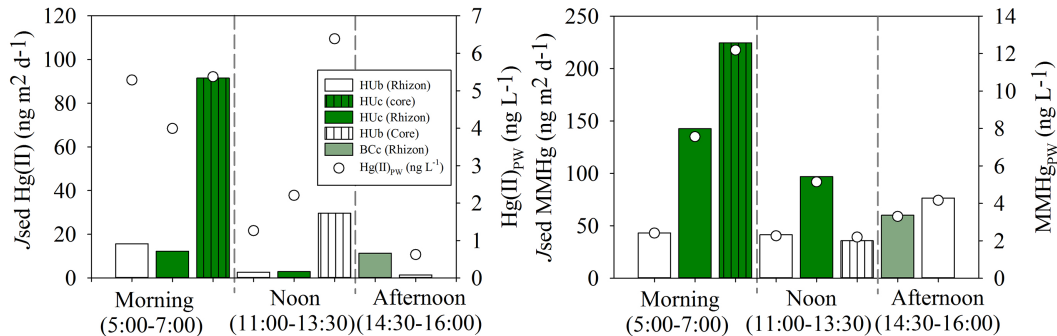 Jsed Hg(II) (ng m² d⁻¹)
120
100
80
60
40
20
0
7
6
5
4
3
2
1
0
Hg(II)PW (ng L⁻¹)
HUb (Rhizon)
HUc (core)
HUc (Rhizon)
HUb (Core)
BCc (Rhizon)
Hg(II)PW (ng L⁻¹)
Morning Noon Afternoon
(5:00-7:00) (11:00-13:30) (14:30-16:00)
Jsed MMHg (ng m² d⁻¹)
250
200
150
100
50
0
14
12
10
8
6
4
2
0
MMHgPW (ng L⁻¹)
Morning Noon Afternoon
(5:00-7:00) (11:00-13:30) (14:30-16:00)